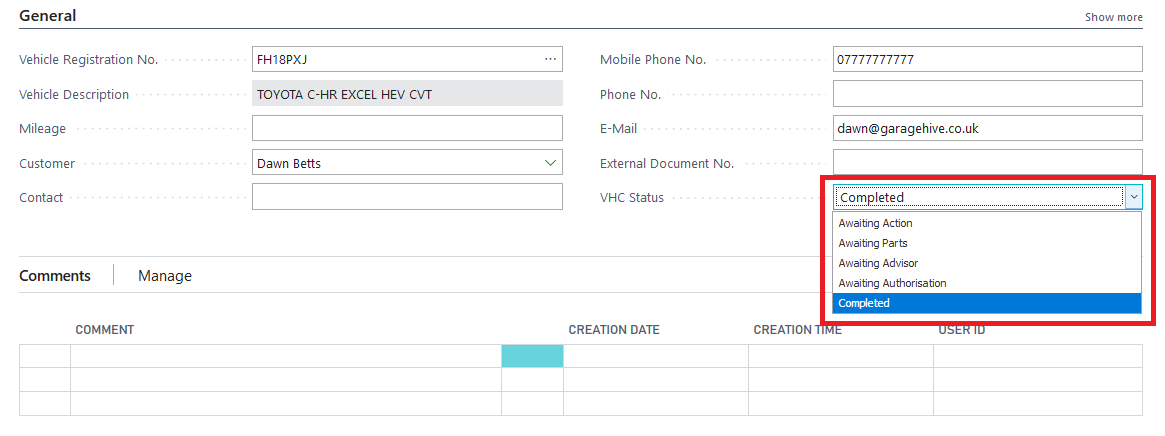 General
Show more
Vehicle Registration No.
FH18PXJ
Mobile Phone No.
07777777777
Vehicle Description
TOYOTA C-HR EXCEL HEV CVT
Phone No.
Mileage
E-Mail
dawn@garagehive.co.uk
Customer
Dawn Betts
External Document No.
Contact
VHC Status
Completed
Awaiting Action
Awaiting Parts
Awaiting Advisor
Awaiting Authorisation
Completed
Comments
Manage
COMMENT
CREATION DATE
CREATION TIME
USER ID